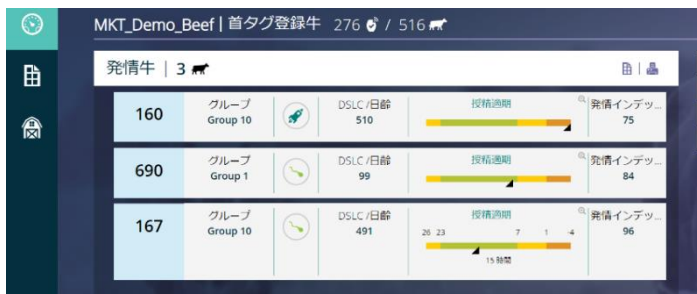 MKT_Demo_Beef | 首タグ登録牛 276 / 516
発情牛 | 3
160 グループ DSLC /日齢 授精適期 発情インデッ...
Group 10 510 75
690 グループ DSLC /日齢 授精適期 発情インデッ...
Group 1 99 84
167 グループ DSLC /日齢 授精適期 発情インデッ...
Group 10 491 96
26 23 7 1 -4
15 時間